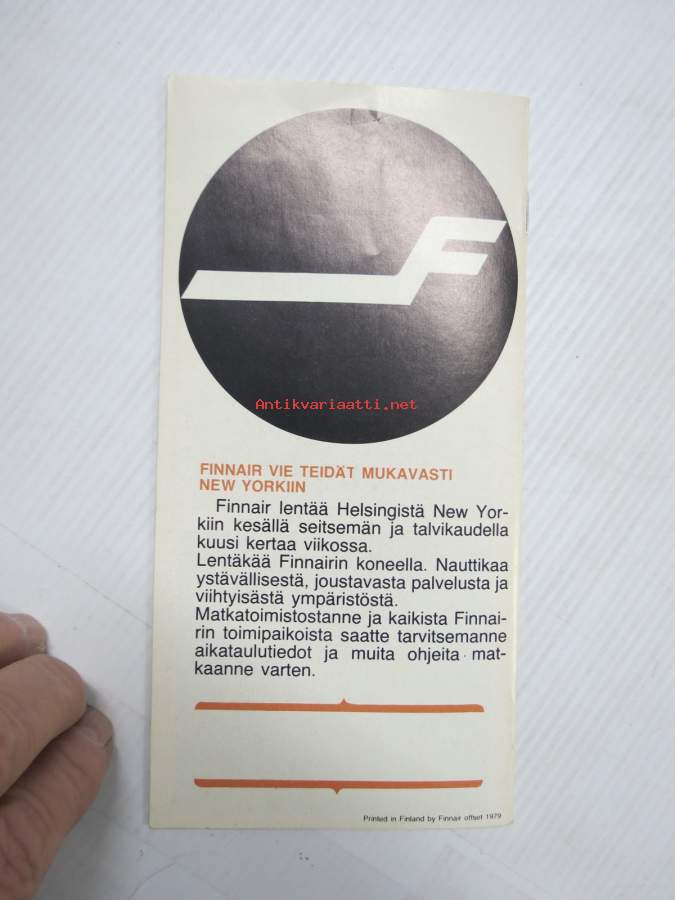 F
Antikvariaatti.net
FINNAIR VIE TEIDÄT MUKAVASTI
NEW YORKIIN
Finnair lentää Helsingistä New Yor-
kiin kesällä seitsemän ja talvikaudella
kuusi kertaa viikossa.
Lentäkää Finnairin koneella. Nauttikaa
ystävällisestä, joustavasta palvelusta ja
viihtyisästä ympäristöstä.
Matkatoimistostanne ja kaikista Finnai-
rin toimipaikoista saatte tarvitsemanne
aikataulutiedot ja muita ohjeita mat-
kaanne varten.
Printed in Finland by Finnair offset 1979